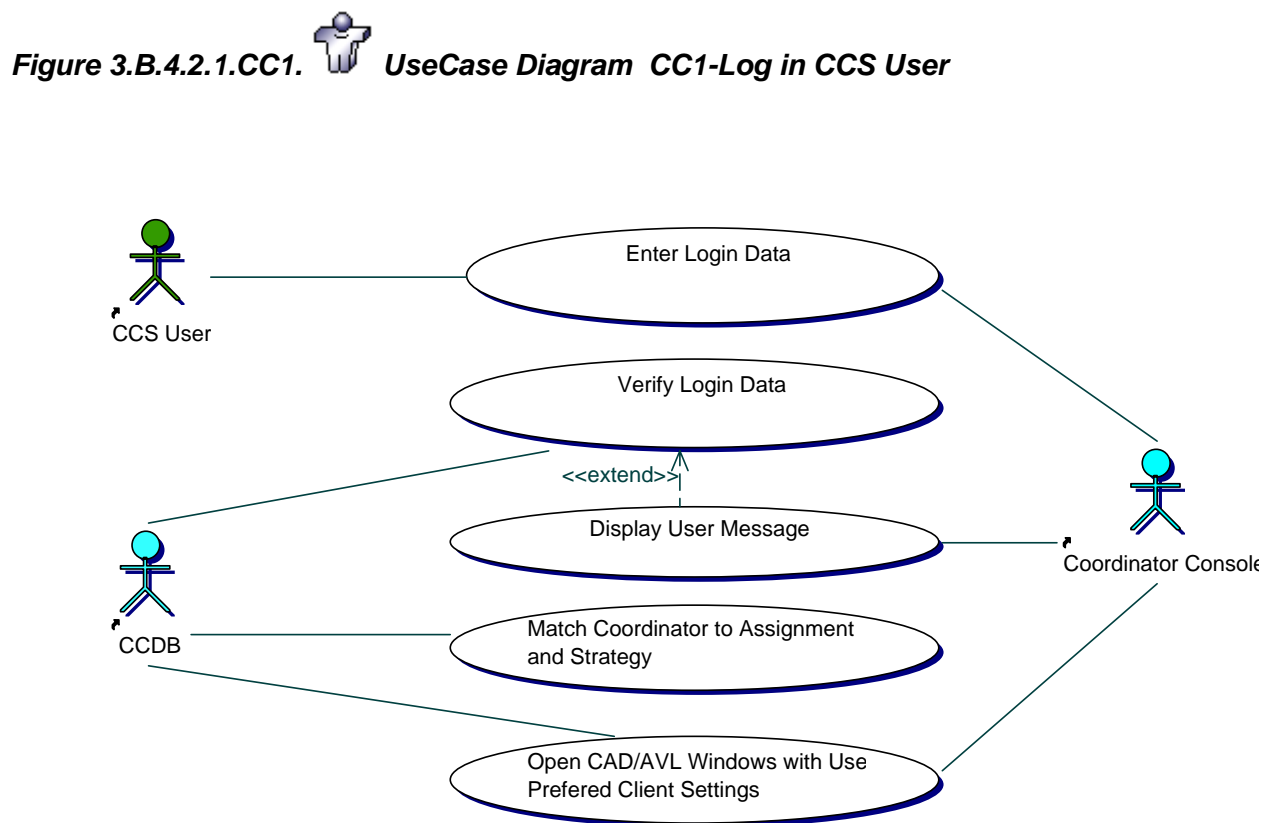 Figure 3.B.4.2.1.CC1. UseCase Diagram CC1-Log in CCS User
Enter Login Data
CCS User
Verify Login Data
<<extend>>
Display User Message
Coordinator Console
CCDB
Match Coordinator to Assignment
and Strategy
Open CAD/AVL Windows with Use
Prefered Client Settings